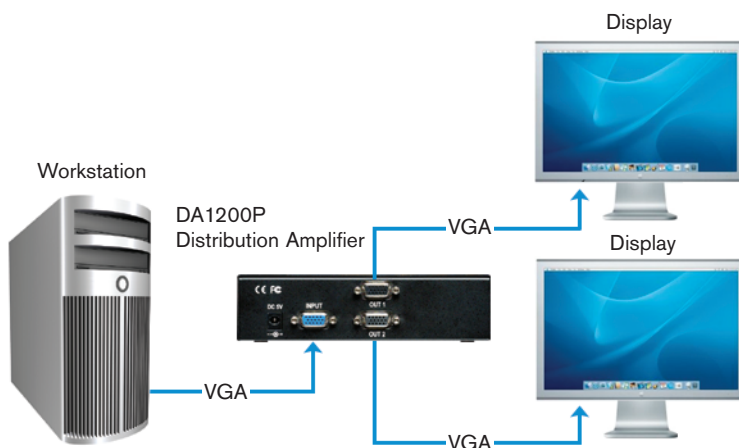 Display
Workstation
DA1200P
Distribution Amplifier
VGA
Display
CE FC
DC 5V
INPUT
OUT 1
OUT 2
VGA
VGA